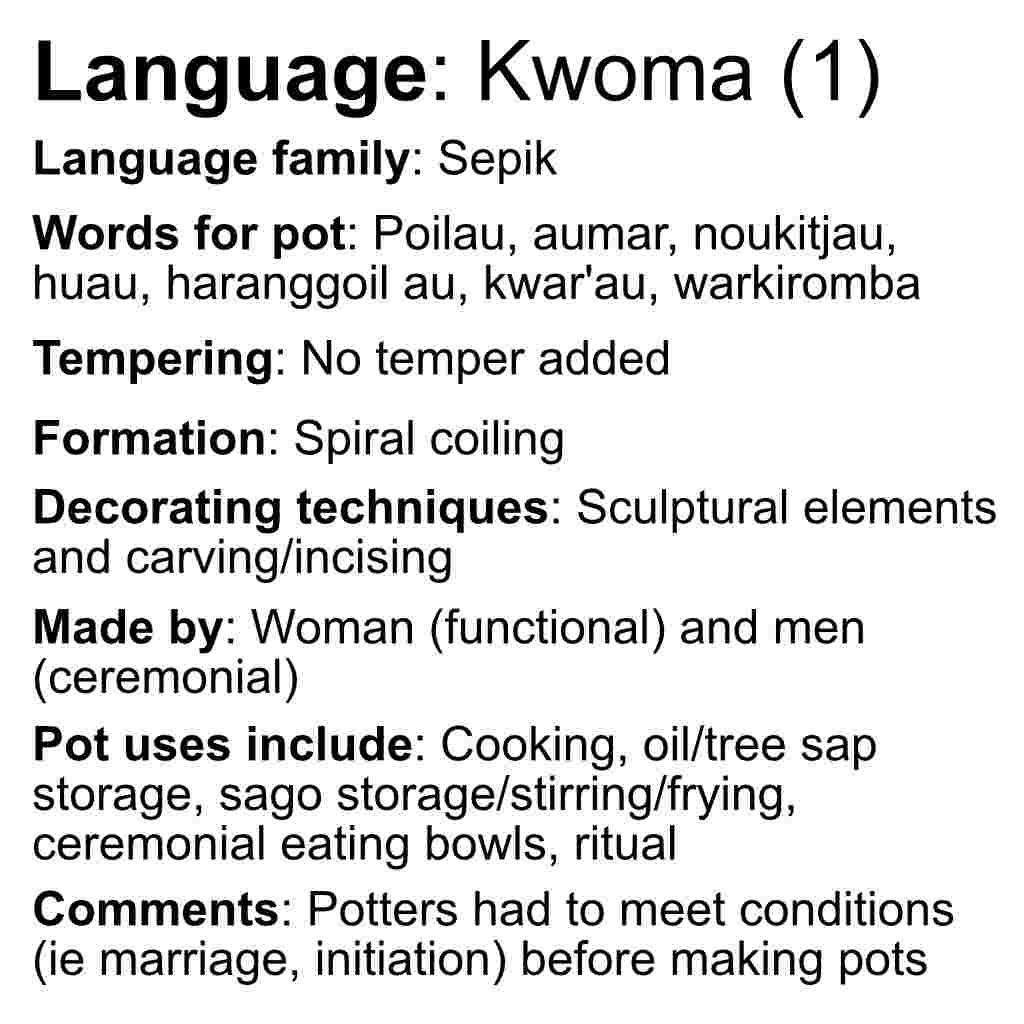 Language: Kwoma (1)
Language family: Sepik
Words for pot: Poilau, aumar, noukitjau,
huau, haranggoil au, kwar'au, warkiromba
Tempering: No temper added
Formation: Spiral coiling
Decorating techniques: Sculptural elements
and carving/incising
Made by: Woman (functional) and men
(ceremonial)
Pot uses include: Cooking, oil/tree sap
storage, sago storage/stirring/frying,
ceremonial eating bowls, ritual
Comments: Potters had to meet conditions
(ie marriage, initiation) before making pots